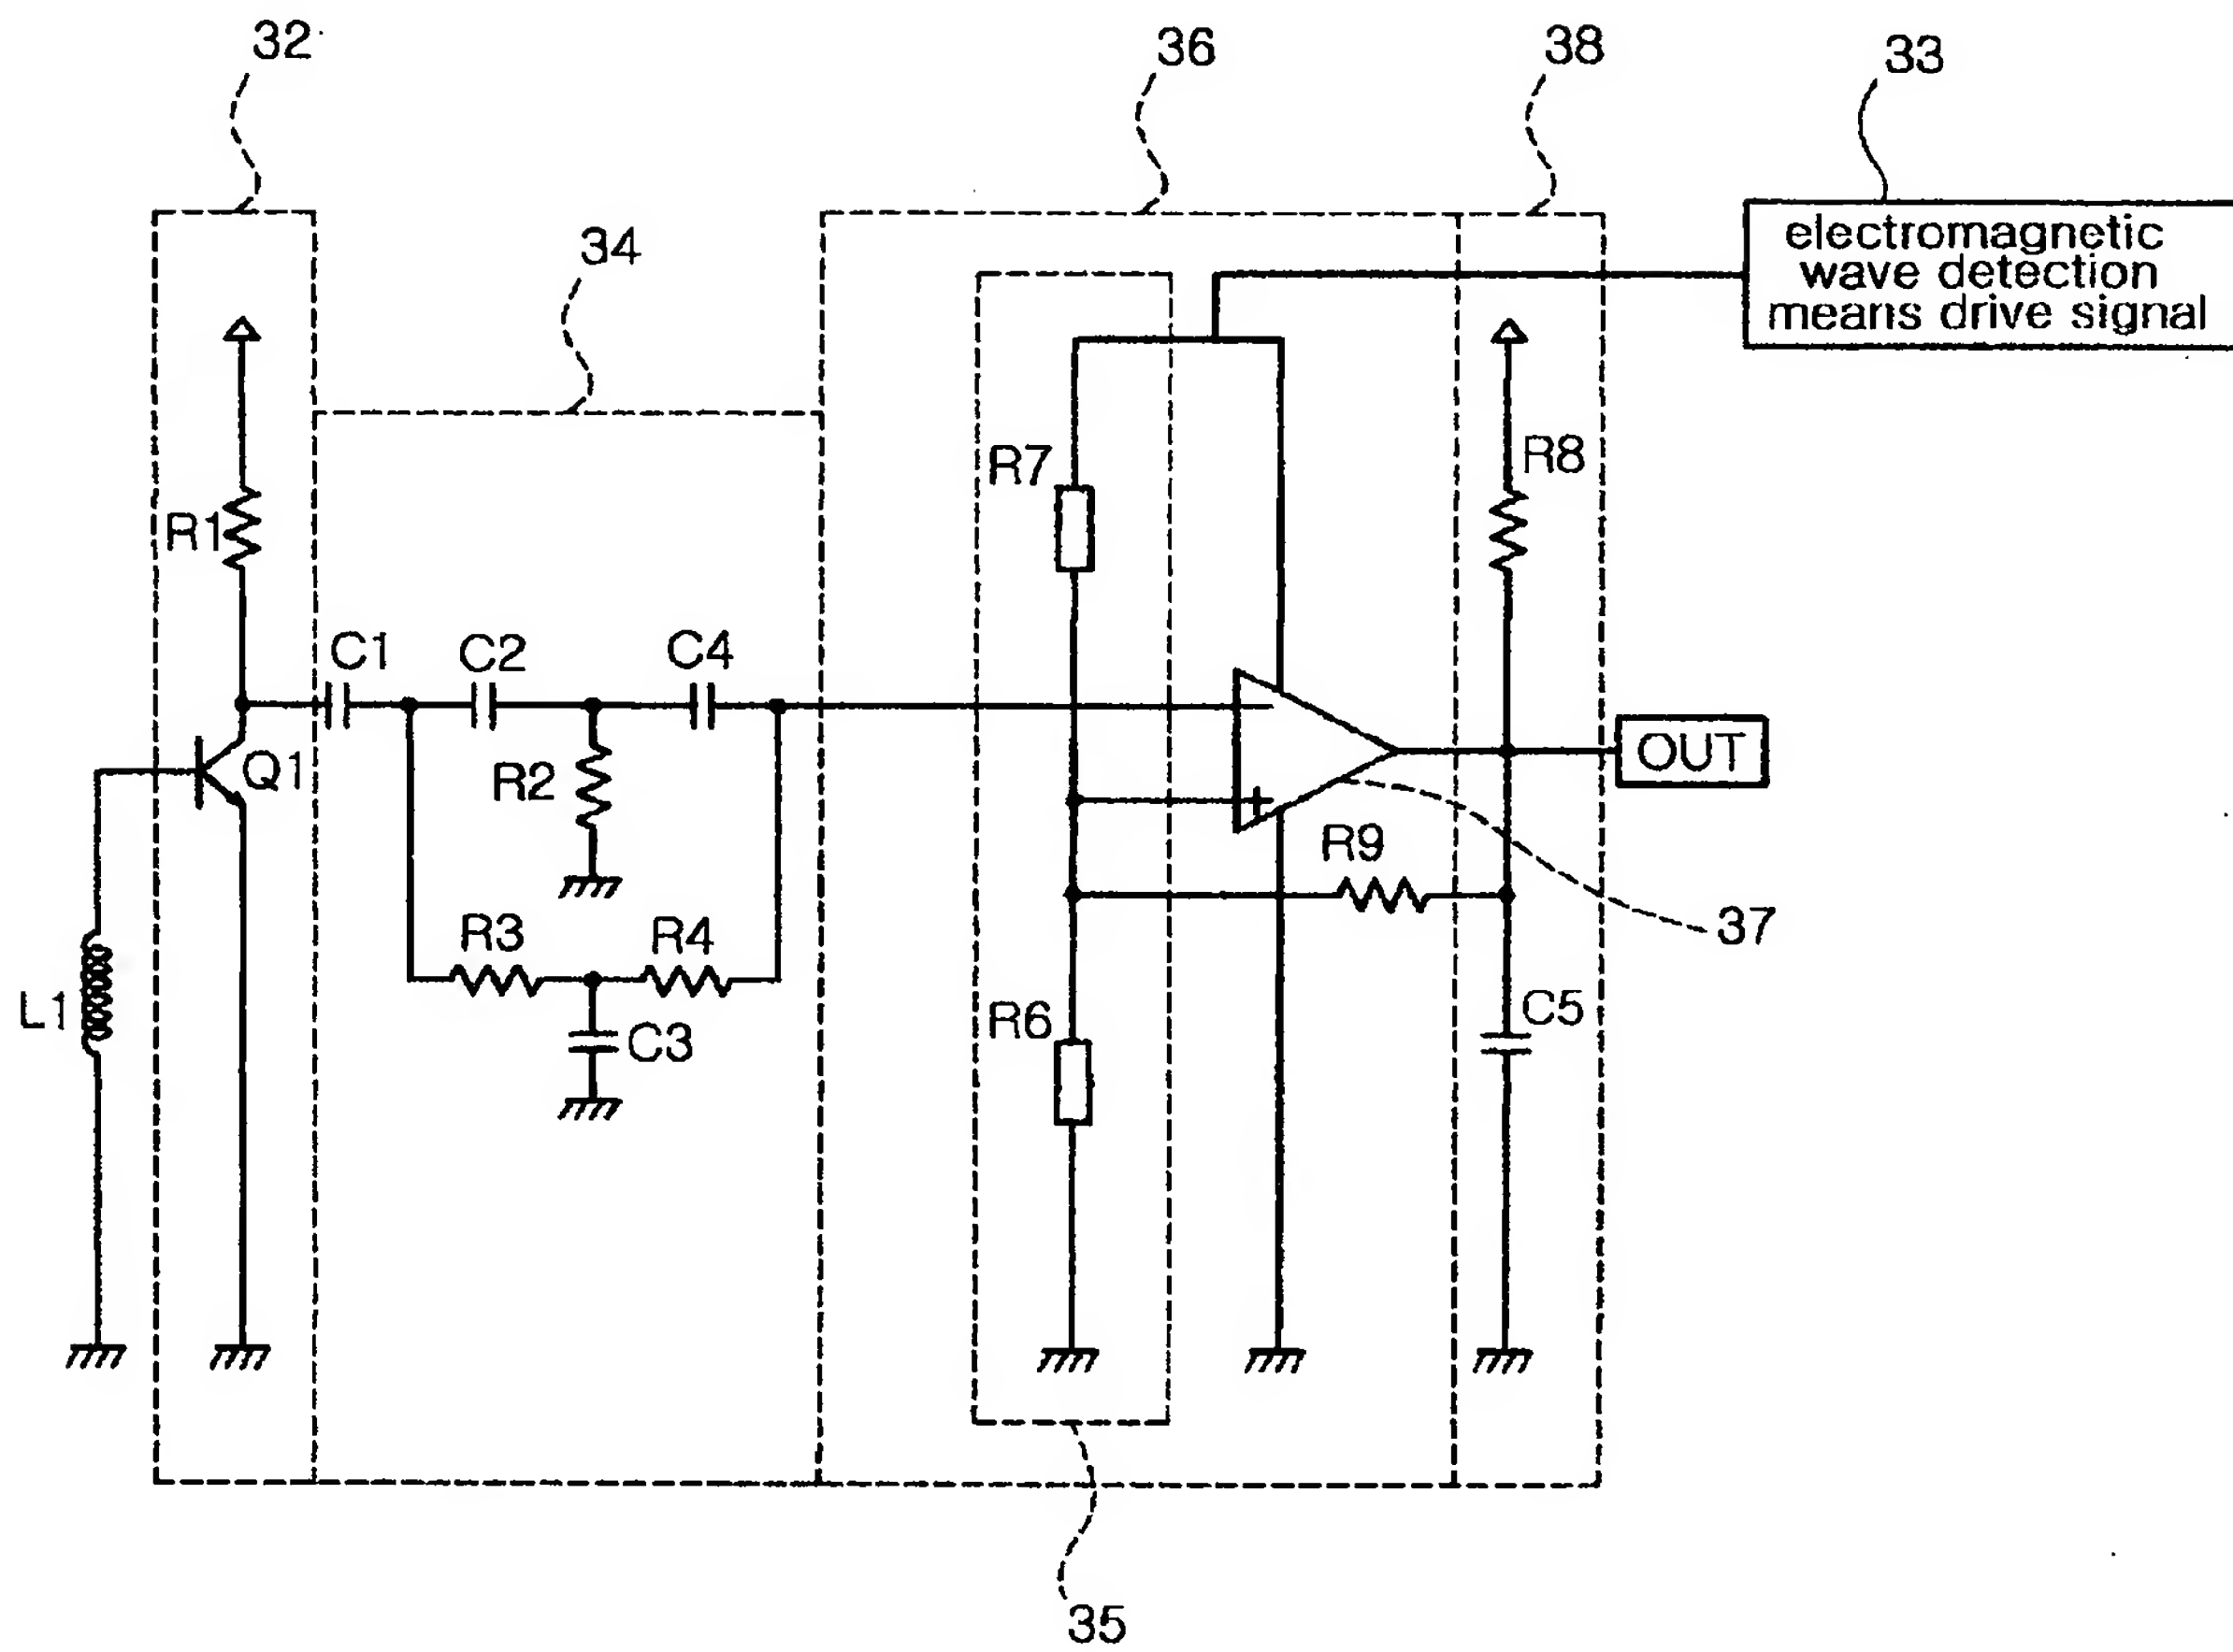 32
36
38
33
34
electromagnetic
wave detection
means drive signal
R7
R8
R1
C1
C2
C4
Q1
R2
−
+
OUT
R9
37
R3
R4
L1
R6
C5
C3
35